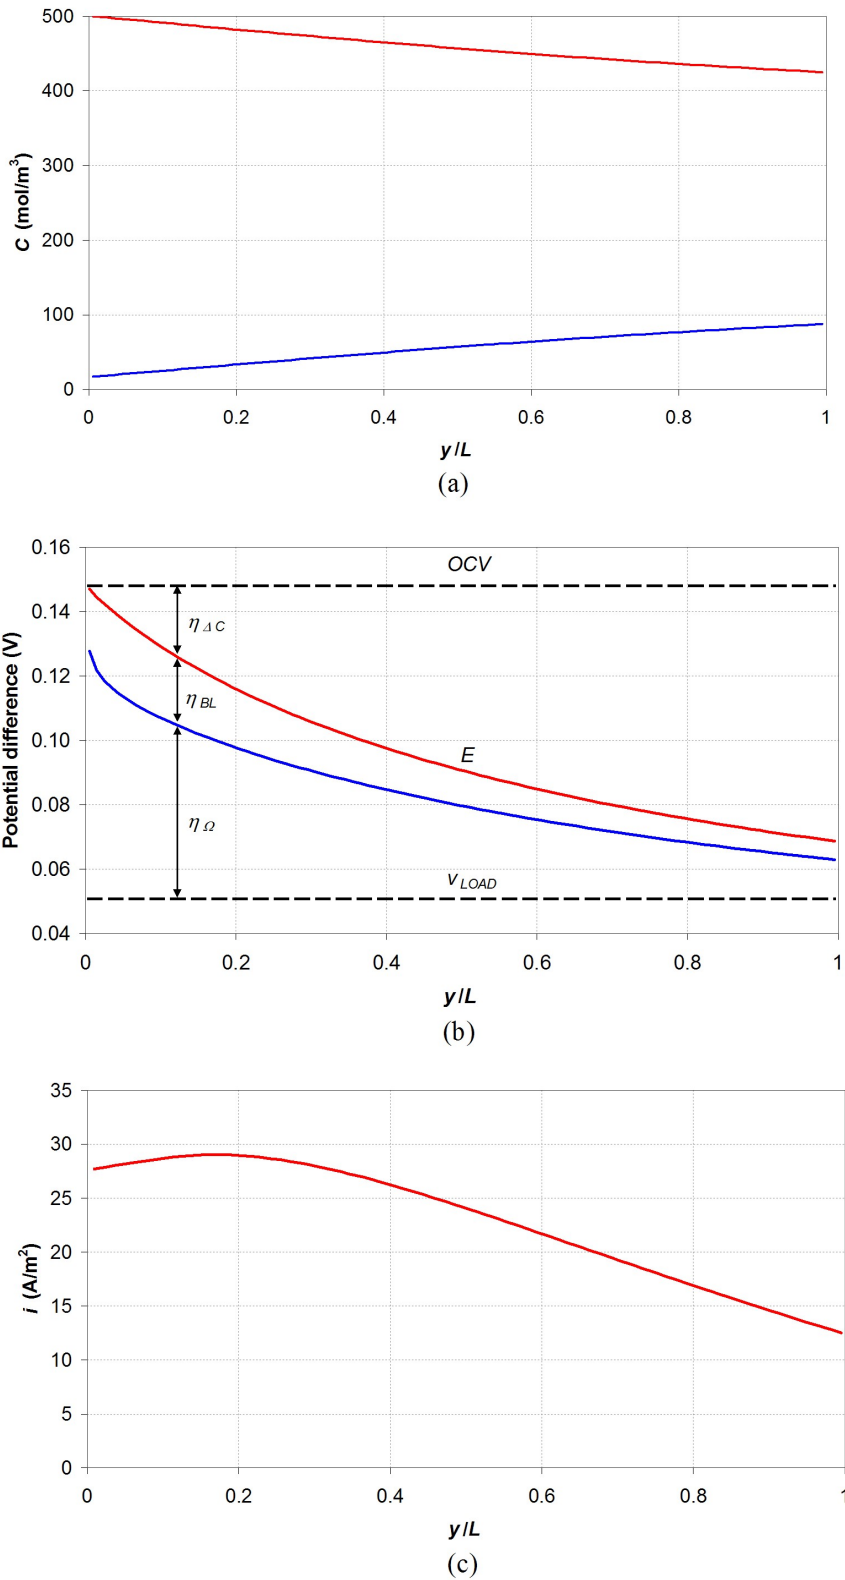 500
400
300
200
100
0
C (mol/m³)
0 0.2 0.4 0.6 0.8 1
y/L
(a)
0.16
0.14
0.12
0.10
0.08
0.06
0.04
Potential difference (V)
OCV
η ΔC
η BL
E
η Ω
v LOAD
0 0.2 0.4 0.6 0.8 1
y/L
(b)
35
30
25
20
15
10
5
0
i (A/m²)
0 0.2 0.4 0.6 0.8 1
y/L
(c)